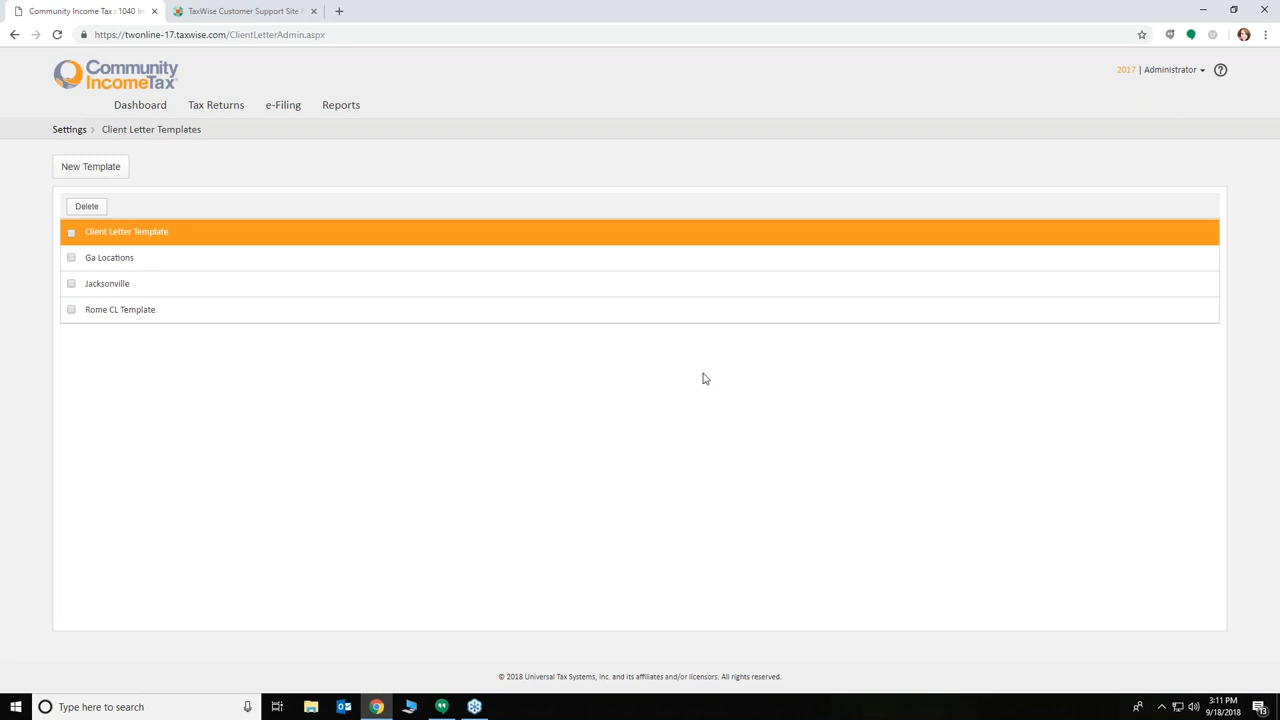 Community Income Tax : 1040 In
TaxWise Customer Support Site
https://twonline-17.taxwise.com/ClientLetterAdmin.aspx
Community
IncomeTax
2017 | Administrator
Dashboard Tax Returns e-Filing Reports
Settings > Client Letter Templates
New Template
Delete
Client Letter Template
Ga Locations
Jacksonville
Rome CL Template
© 2018 Universal Tax Systems, Inc. and its affiliates and/or licensors. All rights reserved.
Type here to search
3:11 PM
9/18/2018
13